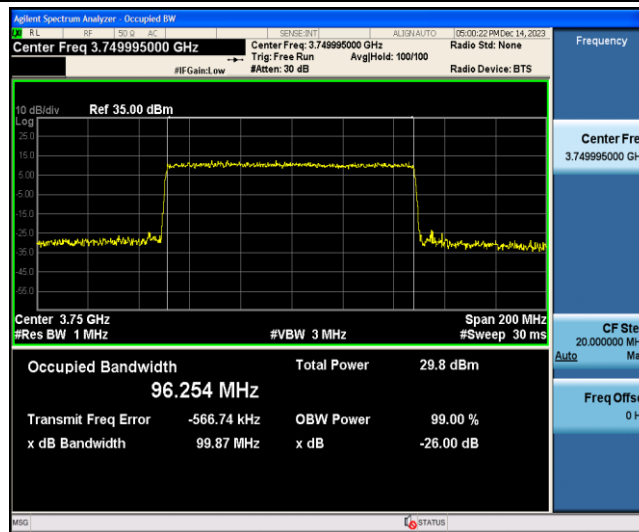 Agilent Spectrum Analyzer - Occupied BW
RL RF 50 Ω AC SENSE:INT ALIGNAUTO 05:00:22 PM Dec 14, 2023
Center Freq 3.749995000 GHz
Center Freq: 3.749995000 GHz Radio Std: None
Trig: Free Run Avg|Hold: 100/100
#IFGain:Low #Atten: 30 dB Radio Device: BTS
Frequency
10 dB/div Ref 35.00 dBm
Log
25.0
15.0
5.00
-5.00
-15.0
-25.0
-35.0
-45.0
-55.0
Center 3.75 GHz Span 200 MHz
#Res BW 1 MHz #VBW 3 MHz #Sweep 30 ms
Occupied Bandwidth Total Power 29.8 dBm
96.254 MHz
Transmit Freq Error -566.74 kHz OBW Power 99.00 %
x dB Bandwidth 99.87 MHz x dB -26.00 dB
Center Fre
3.749995000 GH
CF Ste
20.000000 MH
Auto Ma
Freq Offse
0 H
MSG STATUS